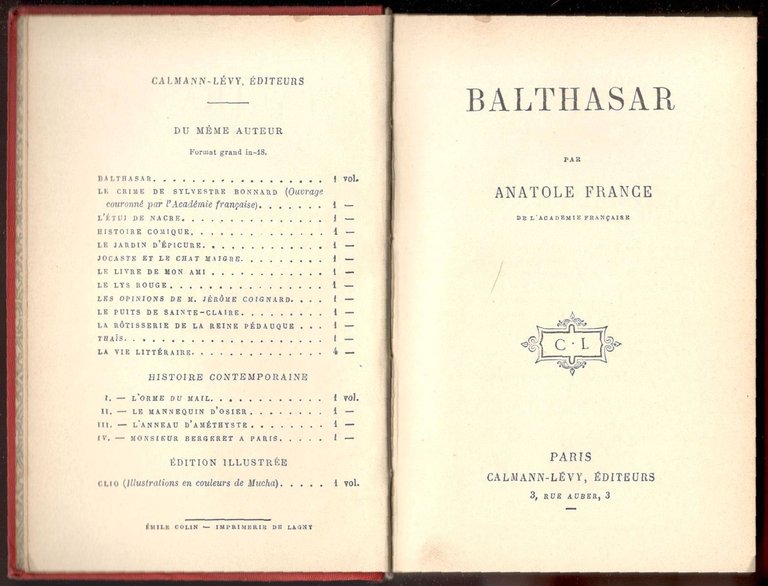 CALMANN-LÉVY, ÉDITEURS
DU MÊME AUTEUR
Format grand in-18.
BALTHASAR. . . . . . . . . . . . . . . . . . 1 vol.
LE CRIME DE SYLVESTRE BONNARD (Ouvrage
couronné par l'Académie française). . . . . . . 1 —
L'ÉTUI DE NACRE. . . . . . . . . . . . . . . 1 —
HISTOIRE COMIQUE. . . . . . . . . . . . . . 1 —
LE JARDIN D'ÉPICURE. . . . . . . . . . . . . 1 —
JOCASTE ET LE CHAT MAIGRE. . . . . . . . . 1 —
LE LIVRE DE MON AMI . . . . . . . . . . . . 1 —
LE LYS ROUGE . . . . . . . . . . . . . . . . 1 —
LES OPINIONS DE M. JÉRÔME COIGNARD. . . . 1 —
LE PUITS DE SAINTE-CLAIRE. . . . . . . . . 1 —
LA RÔTISSERIE DE LA REINE PÉDAUQUE . . . 1 —
THAÏS. . . . . . . . . . . . . . . . . . . . 1 —
LA VIE LITTÉRAIRE. . . . . . . . . . . . . . 4 —
HISTOIRE CONTEMPORAINE
I. — L'ORME DU MAIL. . . . . . . . . . . . 1 vol.
II. — LE MANNEQUIN D'OSIER . . . . . . . . 1 —
III. — L'ANNEAU D'AMÉTHYSTE . . . . . . . . 1 —
IV. — MONSIEUR BERGERET A PARIS. . . . . 1 —
ÉDITION ILLUSTRÉE
CLIO (Illustrations en couleurs de Mucha). . . . . 1 vol.
ÉMILE COLIN — IMPRIMERIE DE LAGNY
BALTHASAR
PAR
ANATOLE FRANCE
DE L'ACADÉMIE FRANÇAISE
C · L
PARIS
CALMANN-LÉVY, ÉDITEURS
3, RUE AUBER, 3